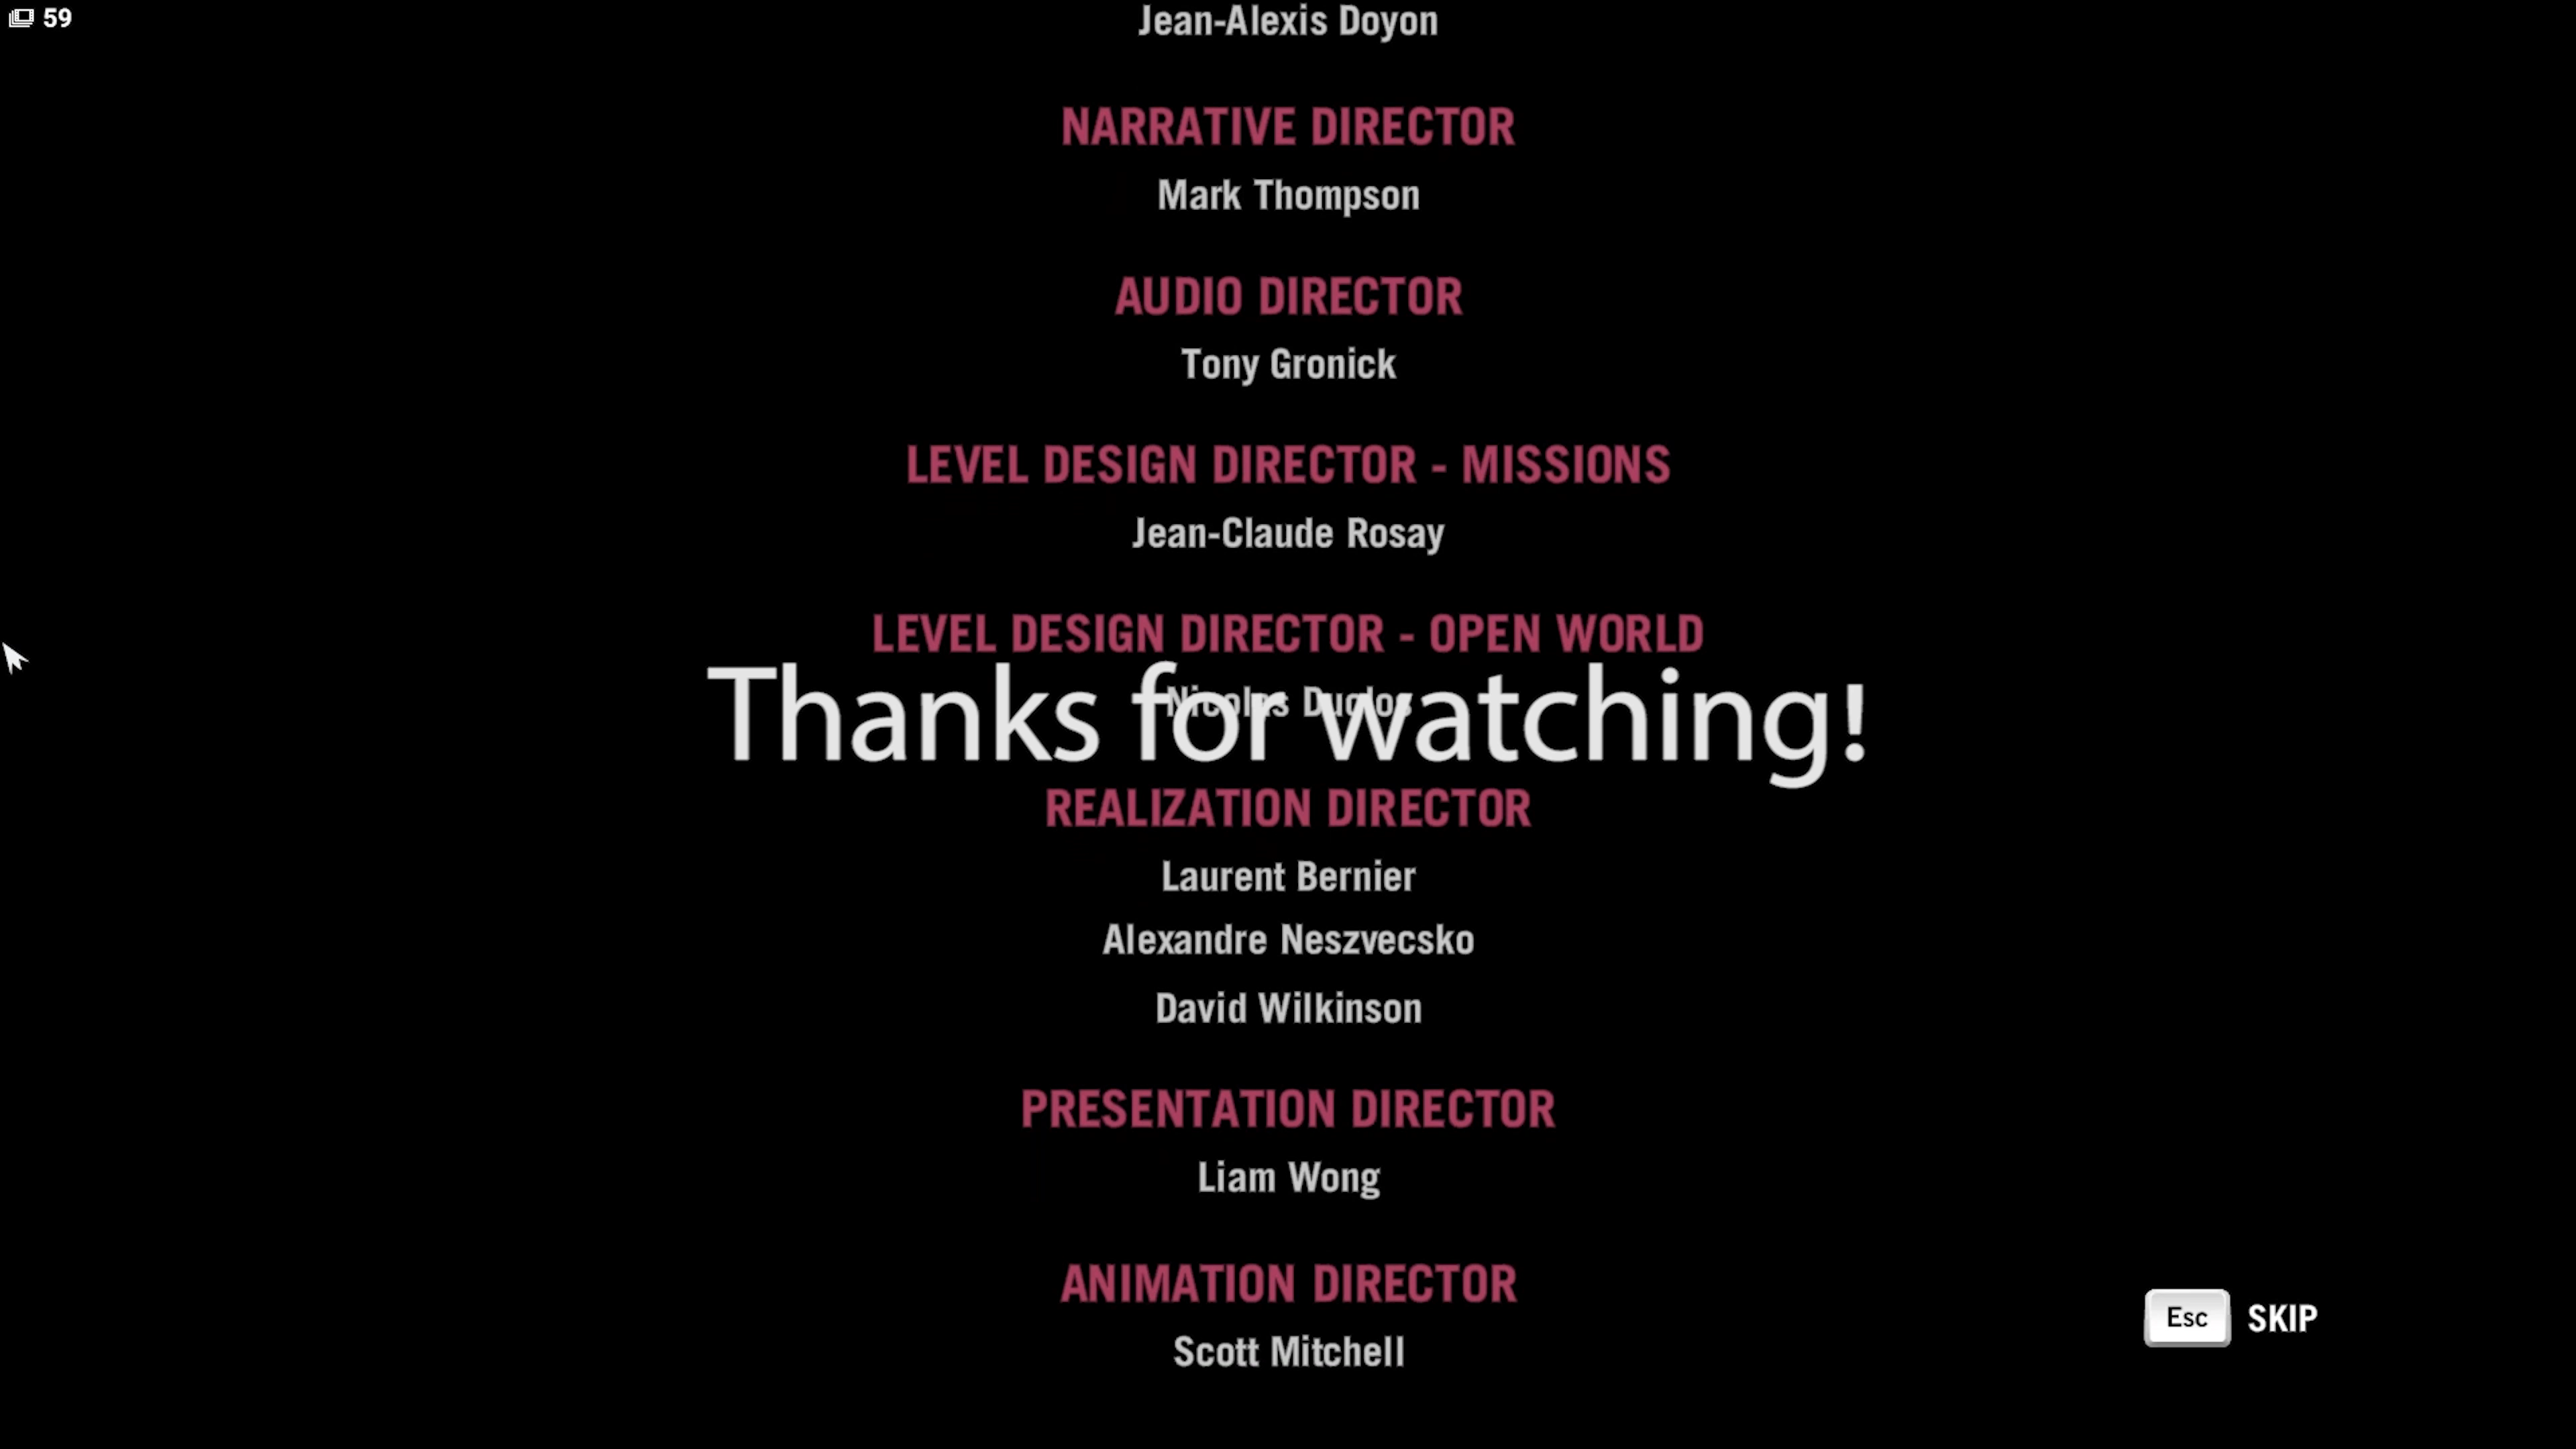 59
Jean-Alexis Doyon
NARRATIVE DIRECTOR
Mark Thompson
AUDIO DIRECTOR
Tony Gronick
LEVEL DESIGN DIRECTOR - MISSIONS
Jean-Claude Rosay
LEVEL DESIGN DIRECTOR - OPEN WORLD
Nicolas
Thanks for watching!
REALIZATION DIRECTOR
Laurent Bernier
Alexandre Neszvecsko
David Wilkinson
PRESENTATION DIRECTOR
Liam Wong
ANIMATION DIRECTOR
Esc SKIP
Scott Mitchell